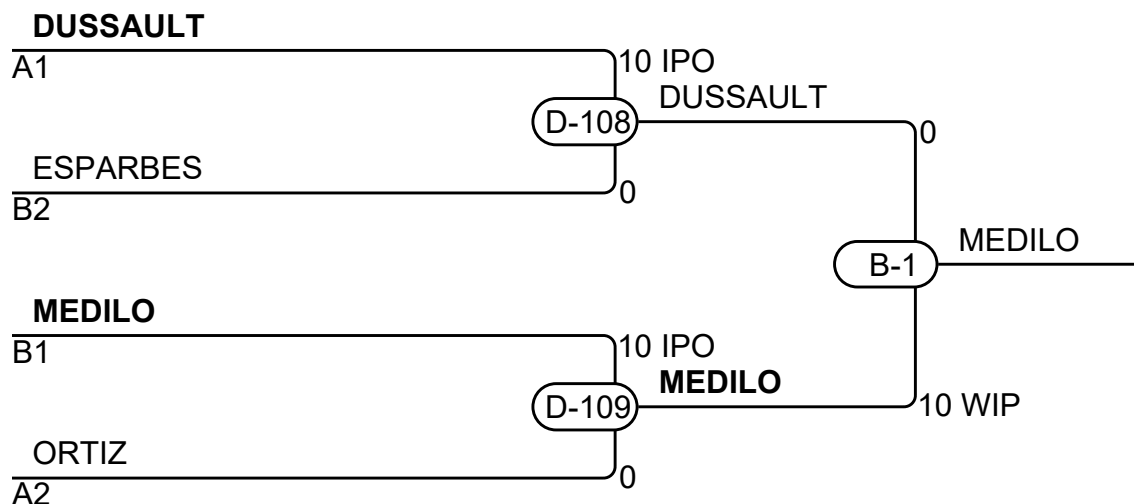 DUSSAULT
A1
10 IPO
DUSSAULT
D-108
0
ESPARBES
B2
0
B-1
MEDILO
MEDILO
B1
10 IPO
MEDILO
D-109
10 WIP
ORTIZ
A2
0